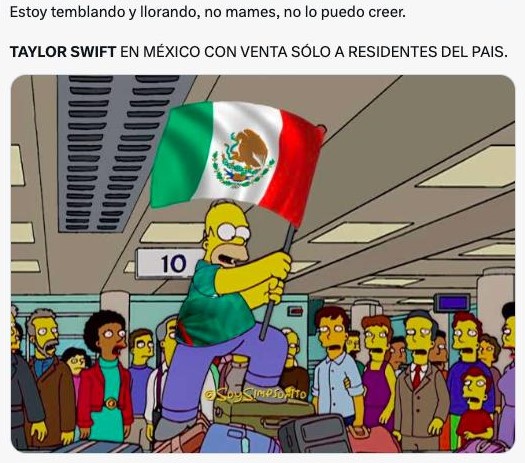 Estoy temblando y llorando, no mames, no lo puedo creer.
TAYLOR SWIFT EN MÉXICO CON VENTA SÓLO A RESIDENTES DEL PAIS.
10
@SoySimpsonito